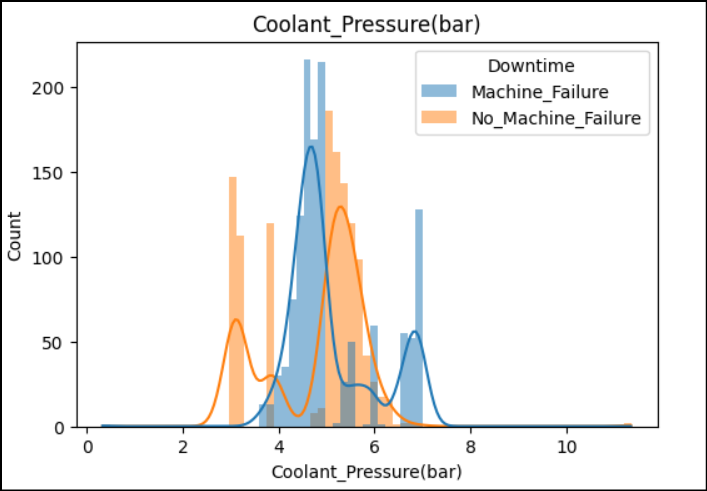 Coolant_Pressure(bar)
Downtime
Machine_Failure
No_Machine_Failure
200
150
100
50
0
Count
0 2 4 6 8 10
Coolant_Pressure(bar)